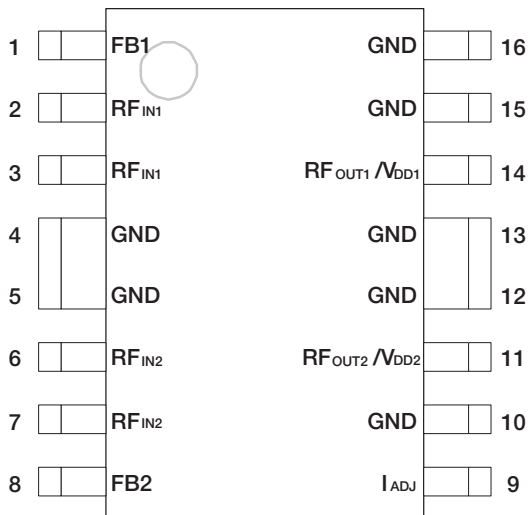 1 FB1 GND 16
2 RFIN1 GND 15
3 RFIN1 RFOUT1 /VDD1 14
4 GND GND 13
5 GND GND 12
6 RFIN2 RFOUT2 /VDD2 11
7 RFIN2 GND 10
8 FB2 IADJ 9